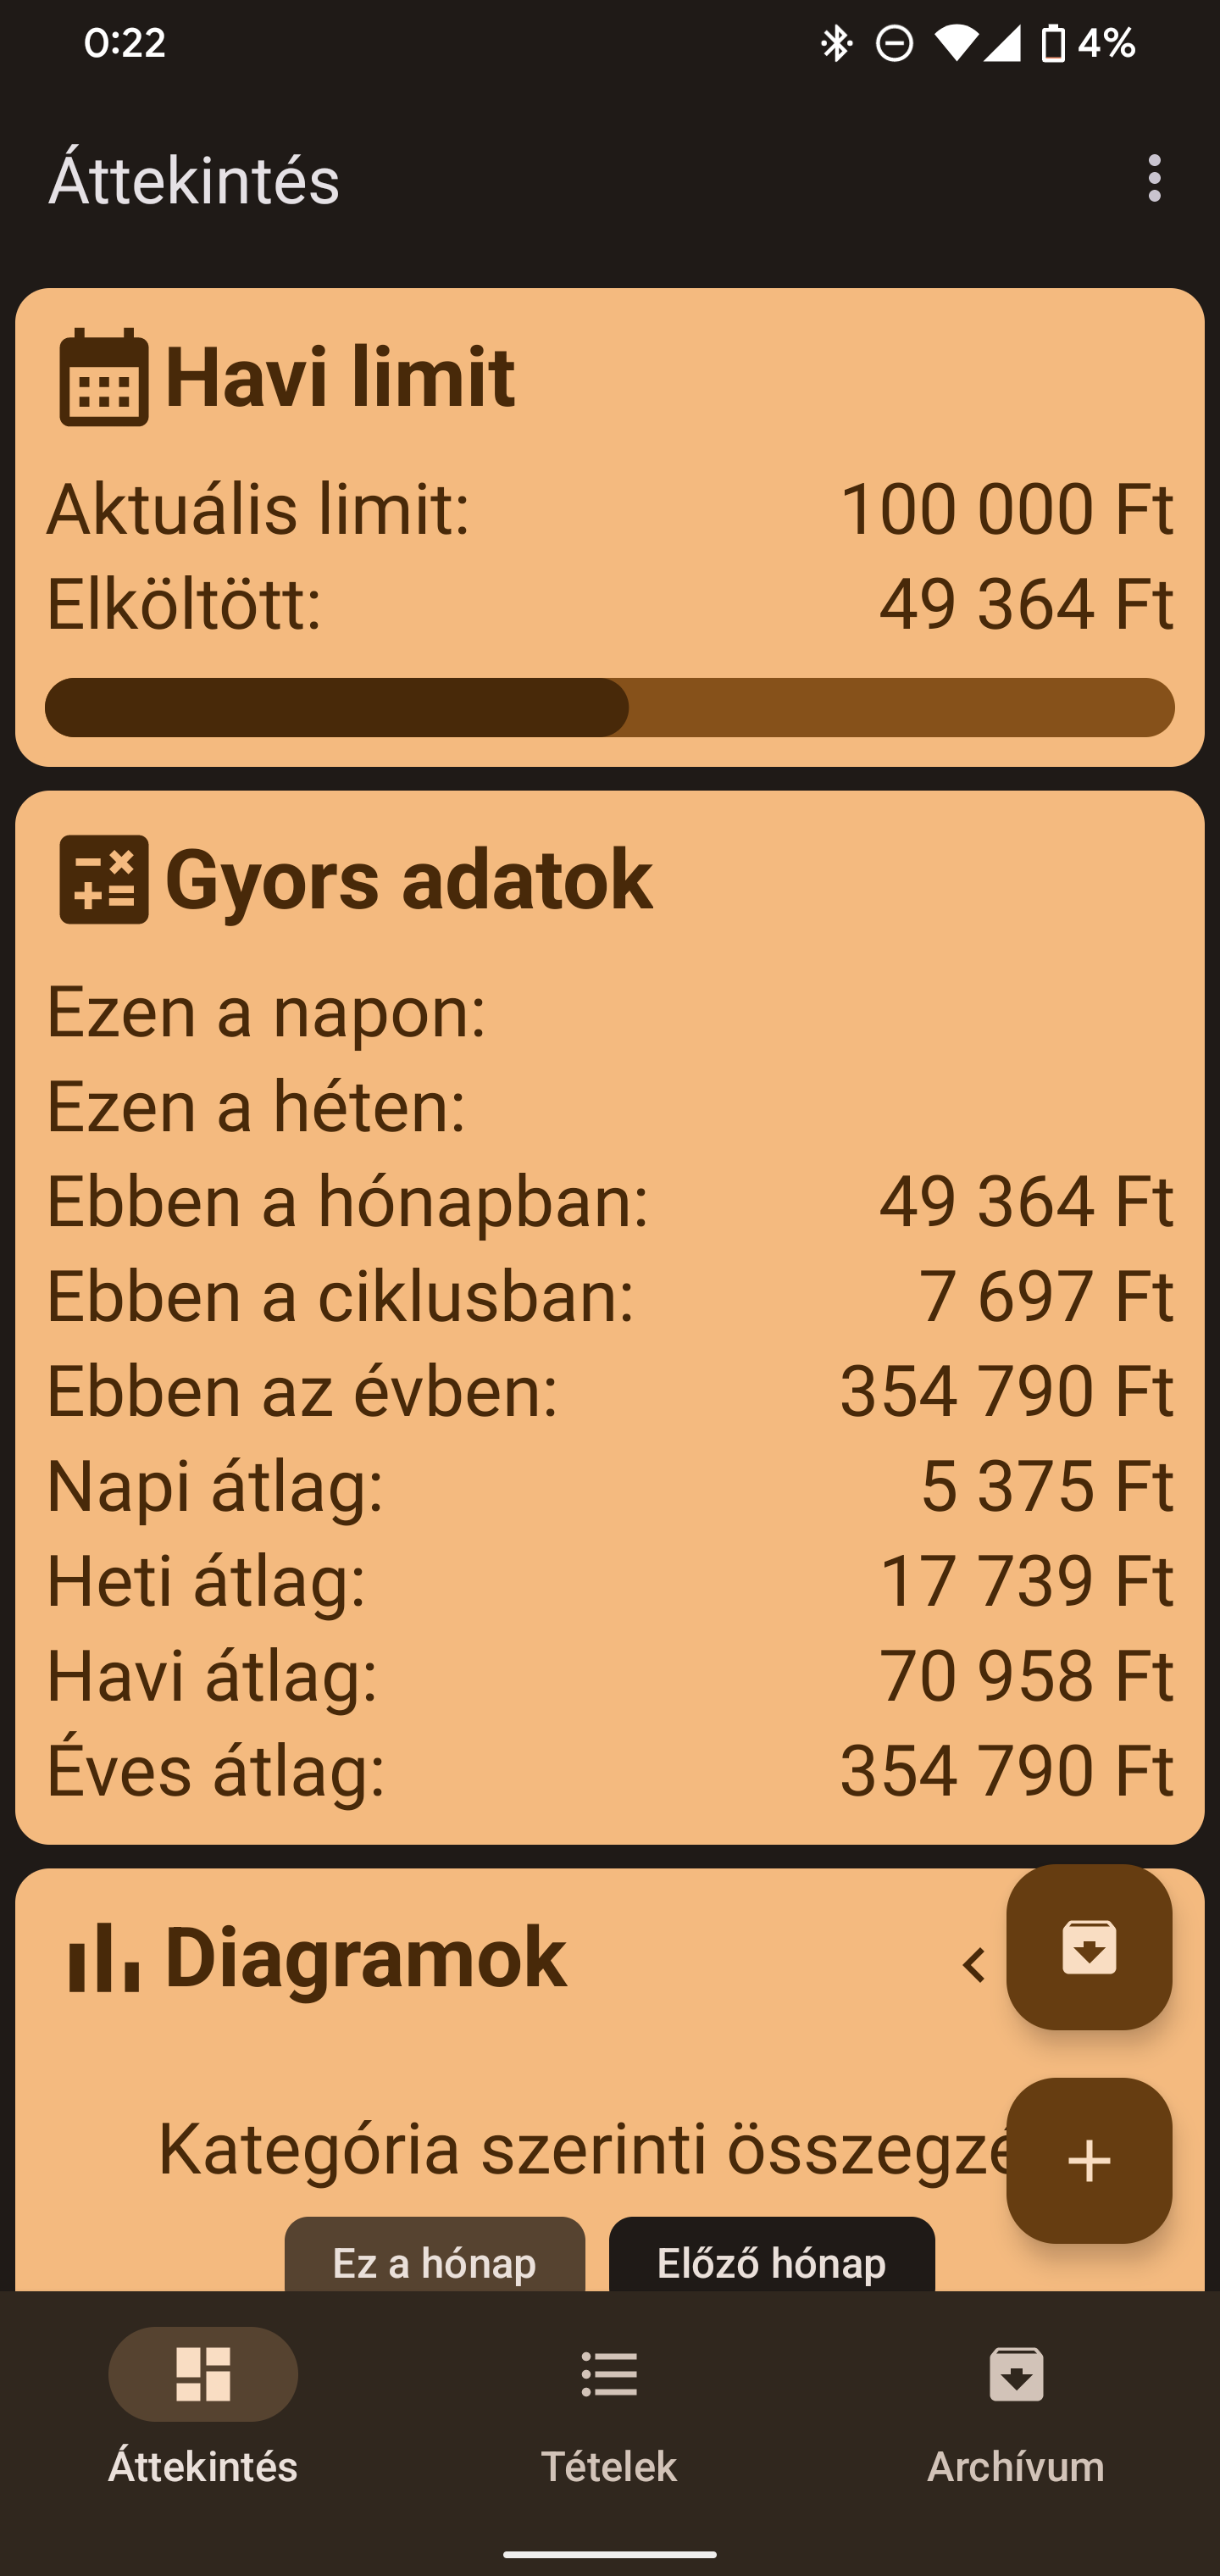 0:22
4%
Áttekintés
Havi limit
Aktuális limit: 100 000 Ft
Elköltött: 49 364 Ft
Gyors adatok
Ezen a napon:
Ezen a héten:
Ebben a hónapban: 49 364 Ft
Ebben a ciklusban: 7 697 Ft
Ebben az évben: 354 790 Ft
Napi átlag: 5 375 Ft
Heti átlag: 17 739 Ft
Havi átlag: 70 958 Ft
Éves átlag: 354 790 Ft
Diagramok
Kategória szerinti
Ez a hónap Előző hónap
Áttekintés Tételek Archívum